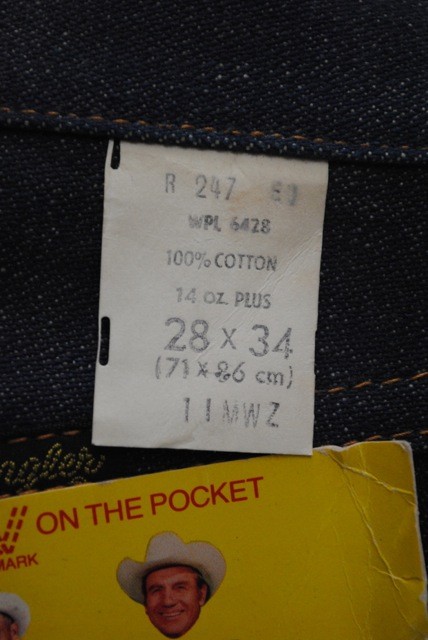 R 247
WPL 6428
100% COTTON
14 oz. PLUS
28 x 34
(71 x 86 cm)
11MWZ
ON THE POCKET
MARK